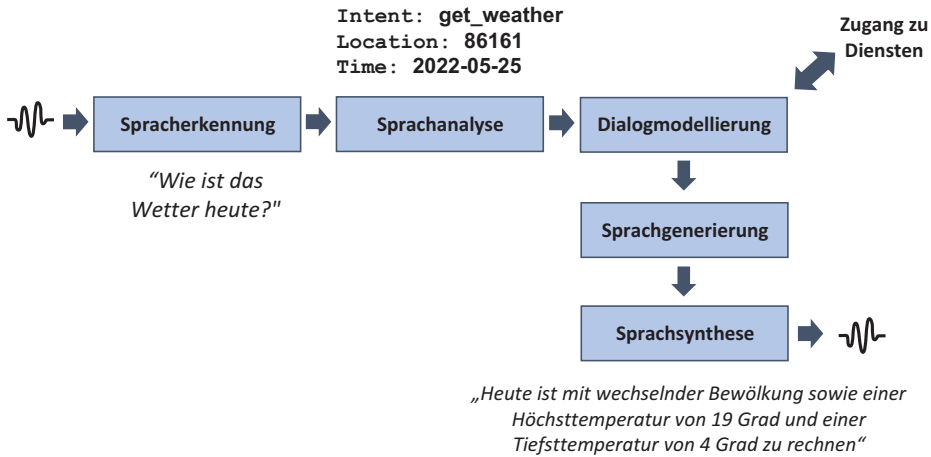 Intent: get_weather
Location: 86161
Time: 2022-05-25
Zugang zu
Diensten
Spracherkennung
Sprachanalyse
Dialogmodellierung
“Wie ist das
Wetter heute?"
Sprachgenerierung
Sprachsynthese
„Heute ist mit wechselnder Bewölkung sowie einer
Höchsttemperatur von 19 Grad und einer
Tiefsttemperatur von 4 Grad zu rechnen“